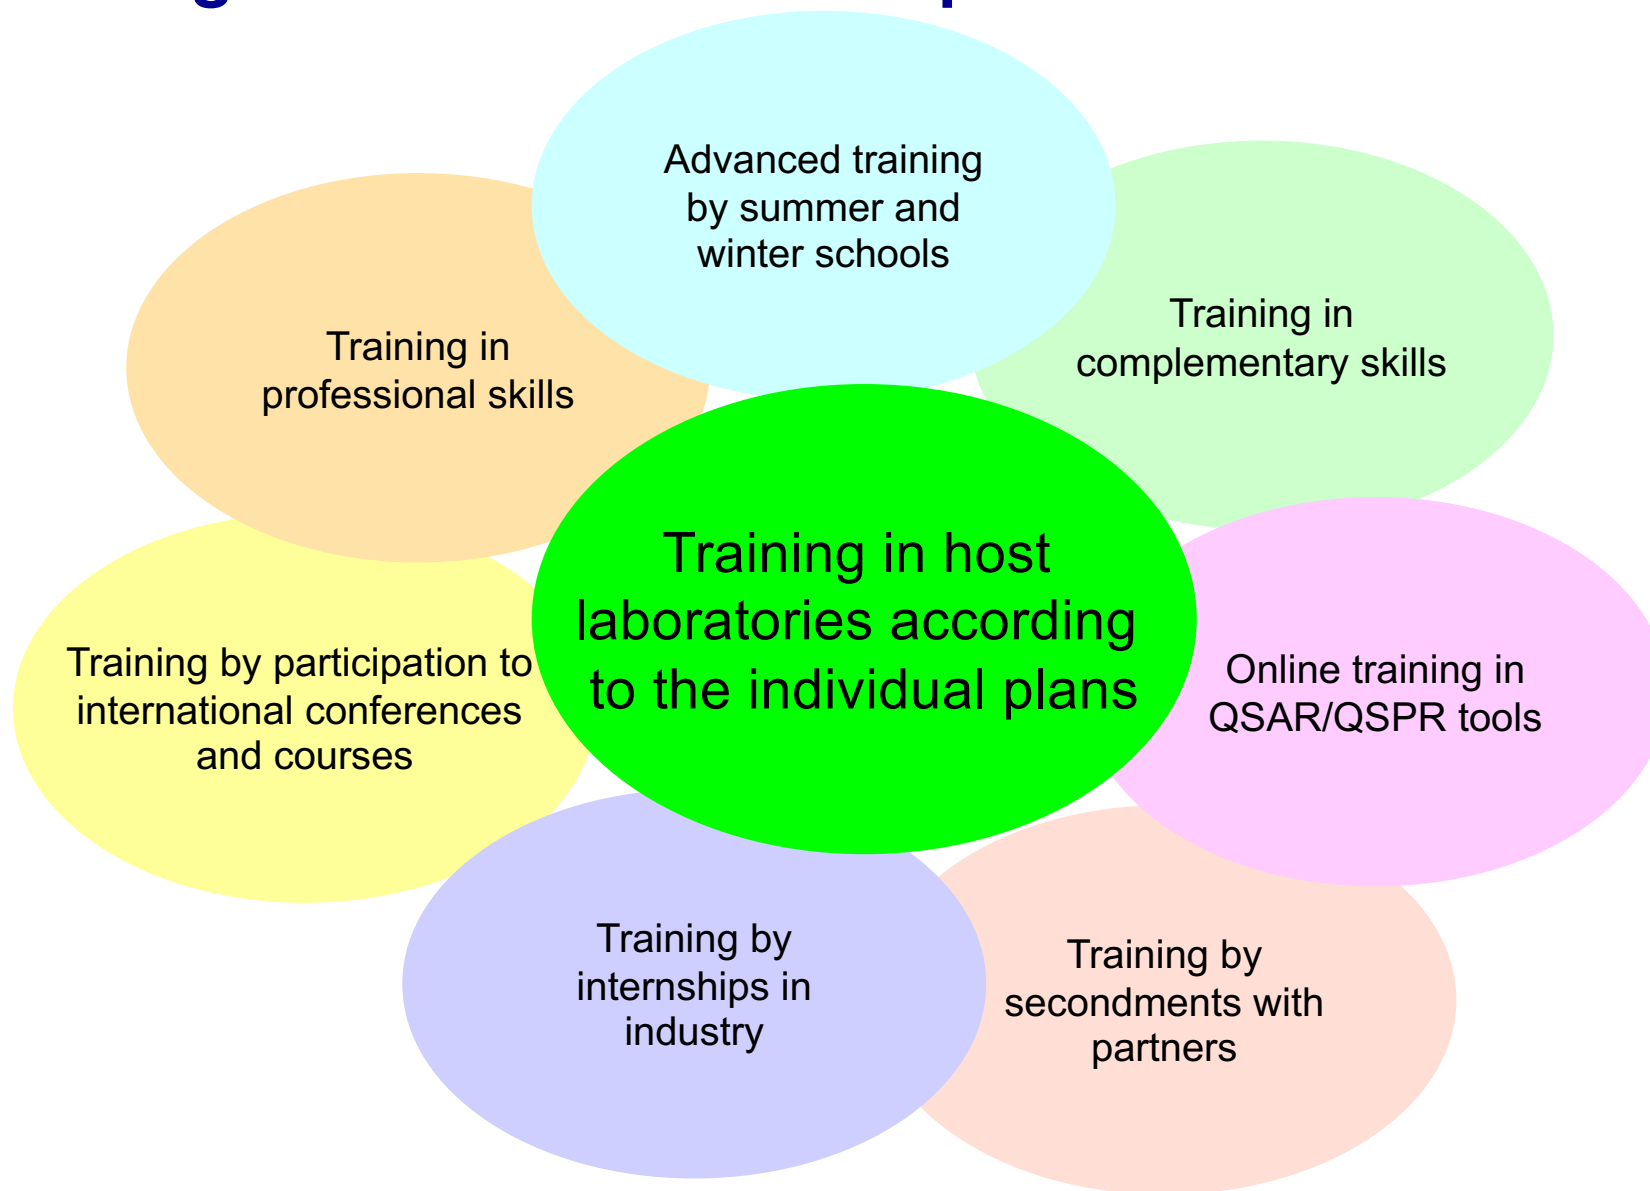 Advanced training
by summer and
winter schools
Training in
complementary skills
Training in
professional skills
Training in host
laboratories according
to the individual plans
Training by participation to
international conferences
and courses
Online training in
QSAR/QSPR tools
Training by
internships in
industry
Training by
secondments with
partners